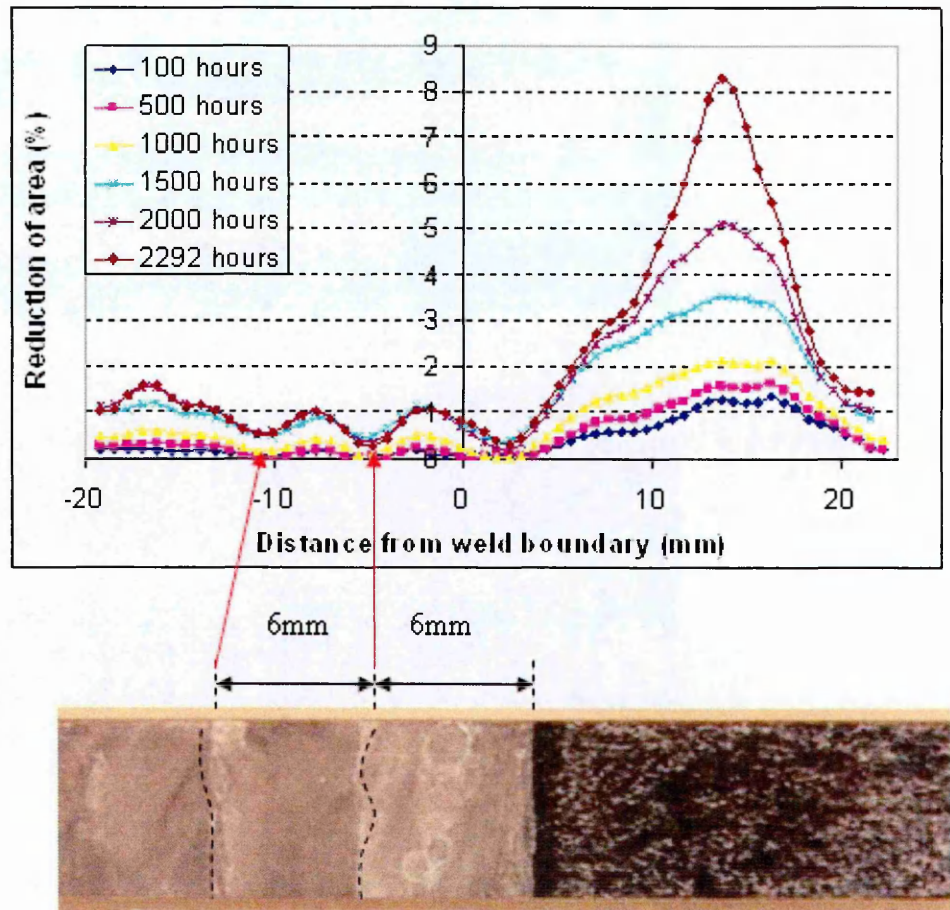 9
8
7
6
5
4
3
2
1
0
Reduction of area (%)
100 hours
500 hours
1000 hours
1500 hours
2000 hours
2292 hours
-20
-10
0
10
20
Distance from weld boundary (mm)
6mm 6mm